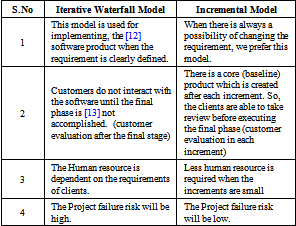 S.No Iterative Waterfall Model Incremental Model
1
This model is used for
implementing, the [12]
software product when the
requirement is clearly defined.
When there is always a
possibility of changing the
requirement, we prefer this
model.
2
Customers do not interact with
the software until the final
phase is [13] not
accomplished. (customer
evaluation after the final stage)
There is a core (baseline)
product which is created
after each increment. So,
the clients are able to take
review before executing
the final phase (customer
evaluation in each
increment)
3
The Human resource is
dependent on the requirements
of clients.
Less human resource is
required when the
increments are small
4
The Project failure risk will be
high.
The Project failure risk
will be low.